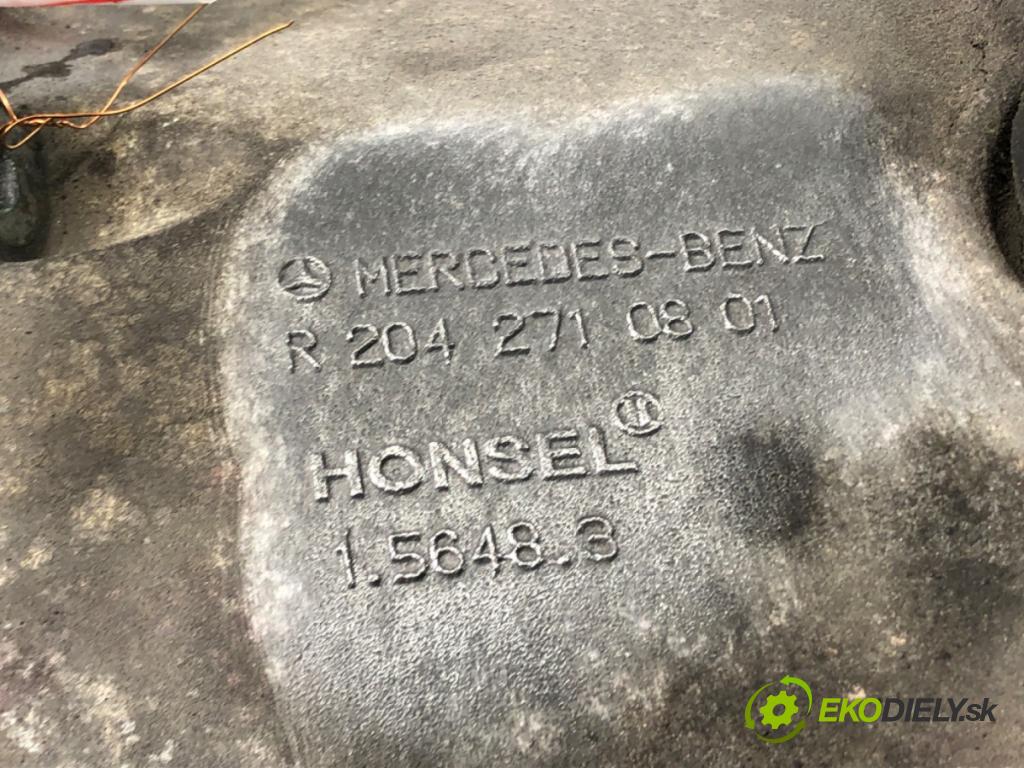 MERCEDES-BENZ
R 204 271 08 01
HONSEL
1.5648.3
EKODIELY.sk